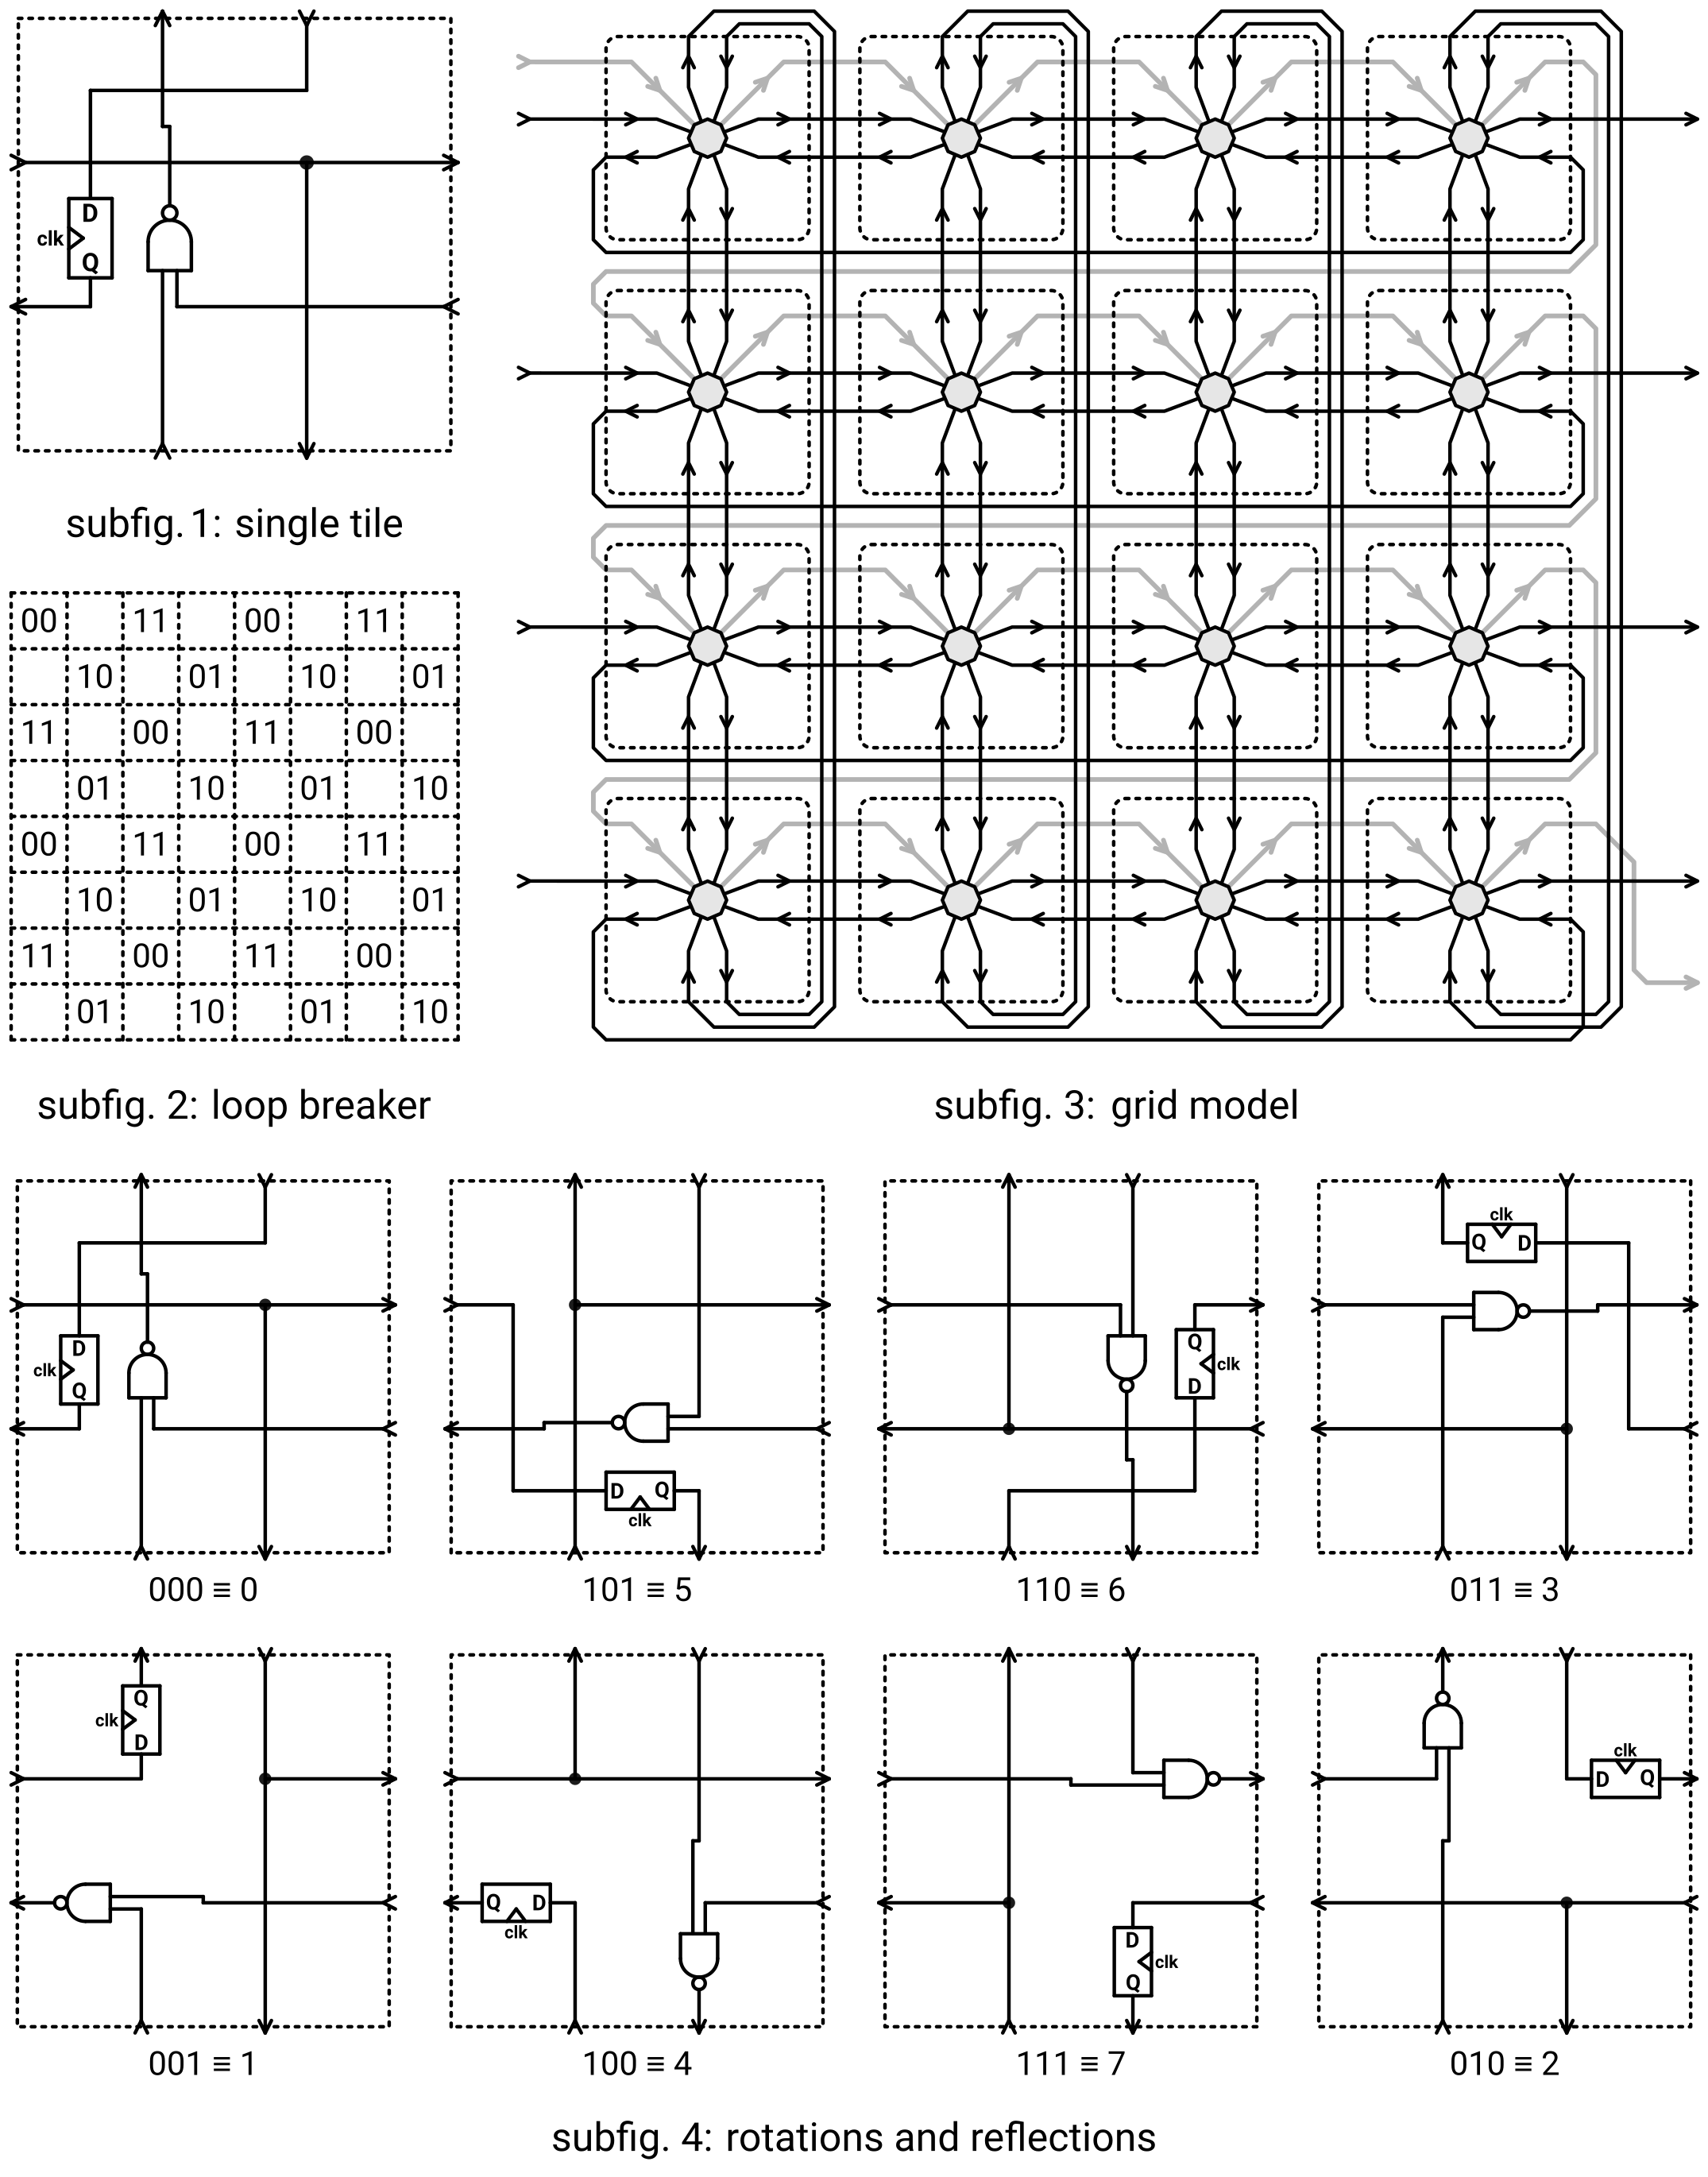 D
clk
Q
subfig. 1: single tile
00 11 00 11
10 01 10 01
11 00 11 00
01 10 01 10
00 11 00 11
10 01 10 01
11 00 11 00
01 10 01 10
subfig. 2: loop breaker
subfig. 3: grid model
D
clk
Q
000 ≡ 0
D Q
clk
101 ≡ 5
Q
clk
D
110 ≡ 6
clk
Q D
011 ≡ 3
Q
clk
D
001 ≡ 1
Q D
clk
100 ≡ 4
D
clk
Q
111 ≡ 7
clk
D Q
010 ≡ 2
subfig. 4: rotations and reflections